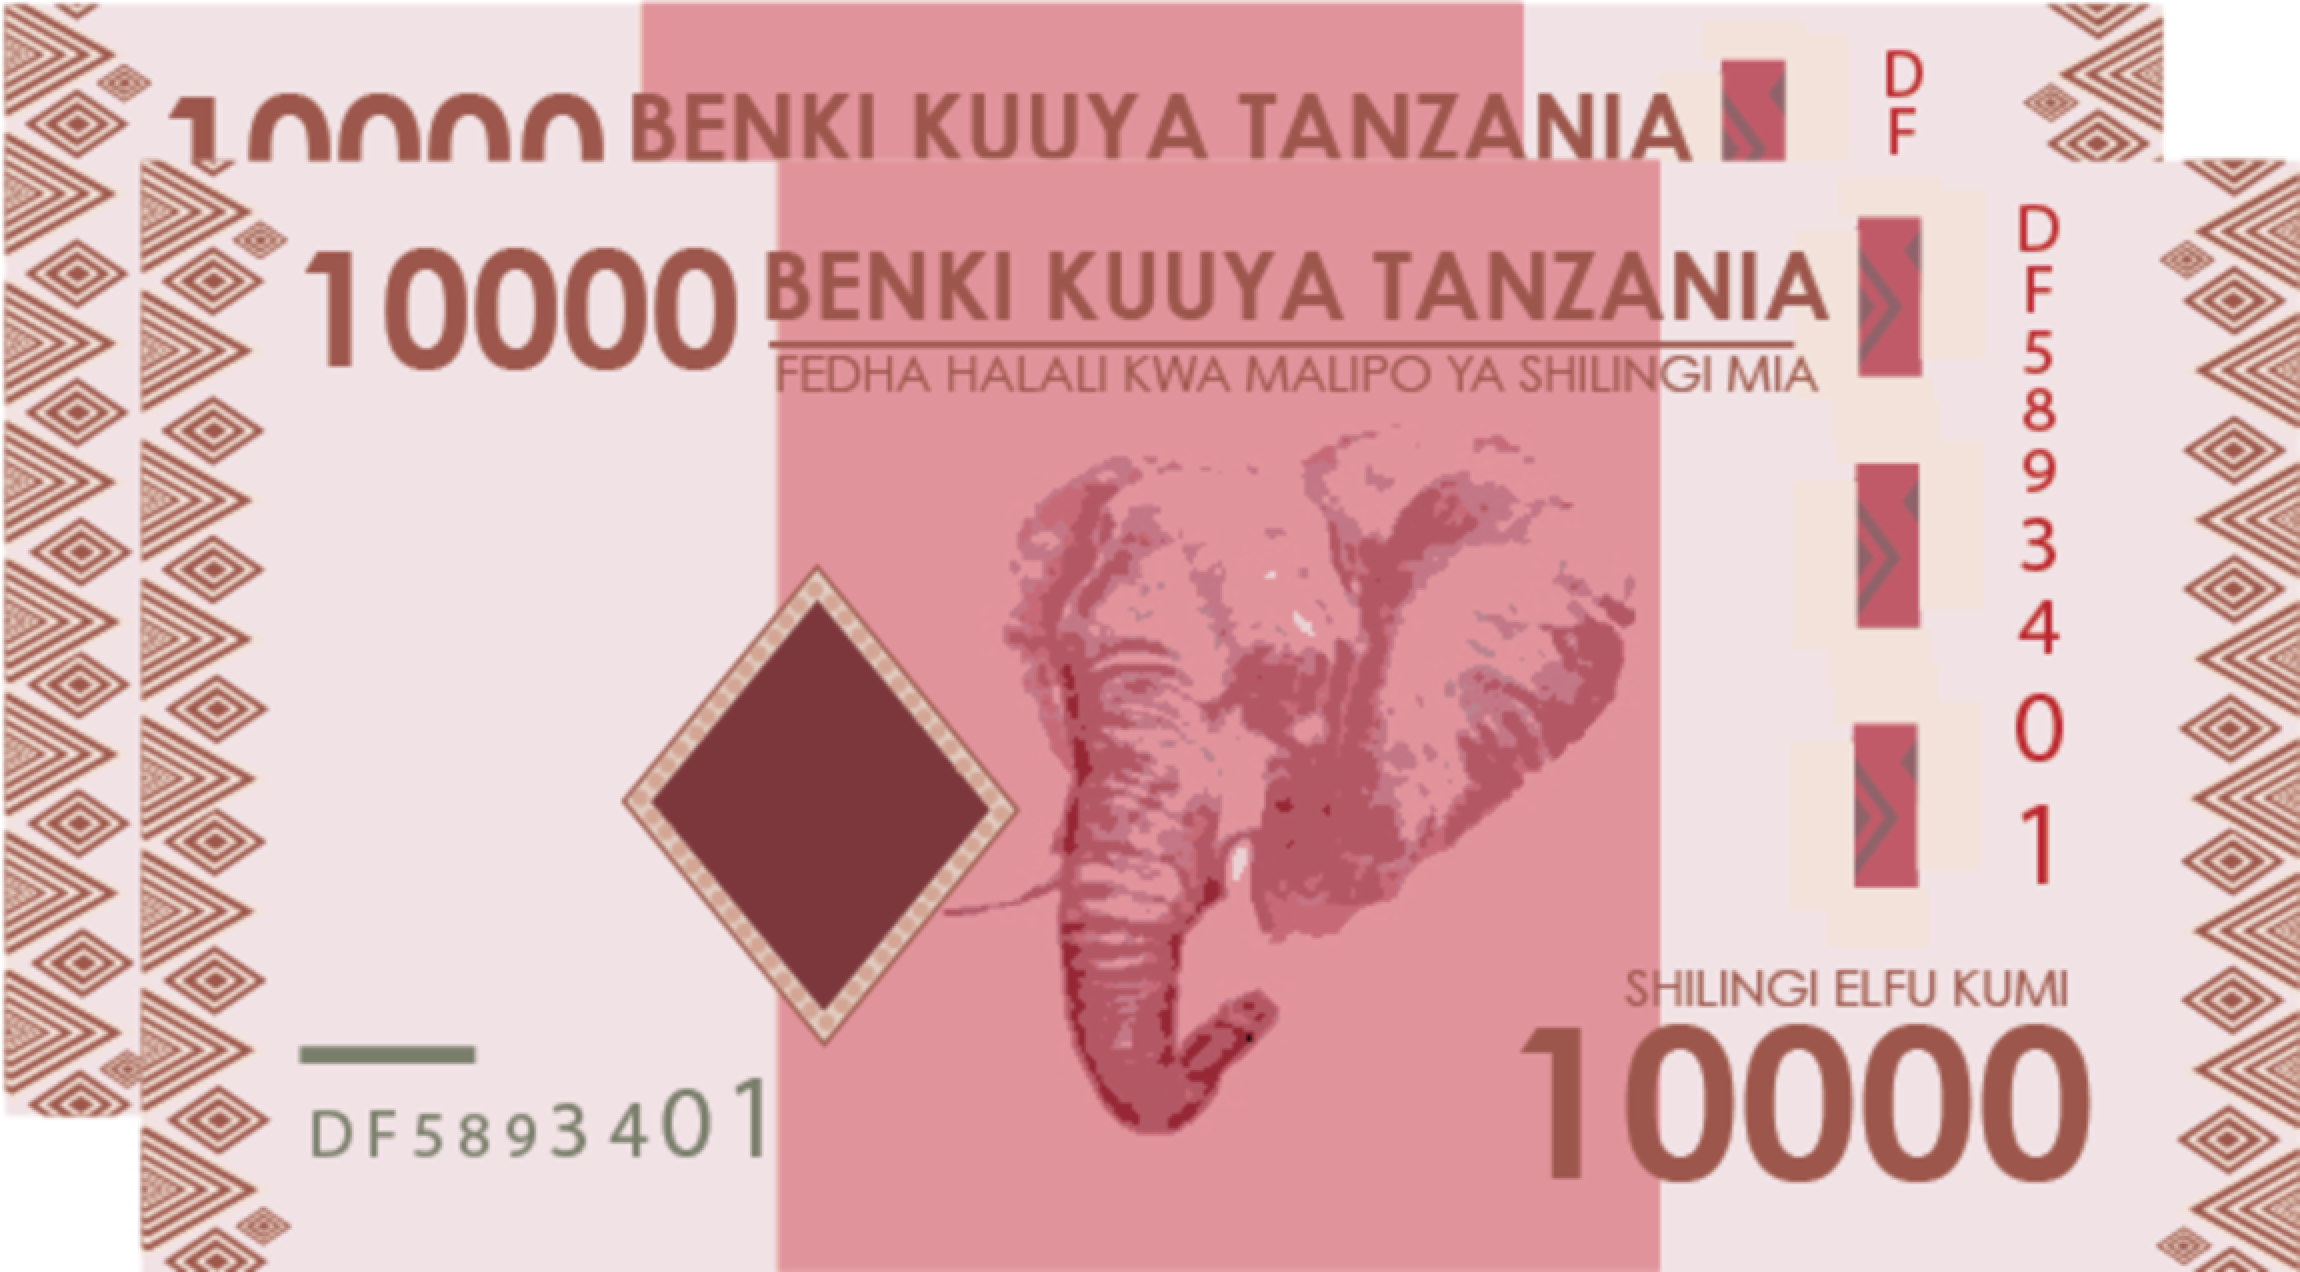 10000 BENKI KUUYA TANZANIA
DF
10000 BENKI KUUYA TANZANIA
FEDHA HALALI KWA MALIPO YA SHILINGI MIA
DF5893401
SHILINGI ELFU KUMI
10000
DF5893401